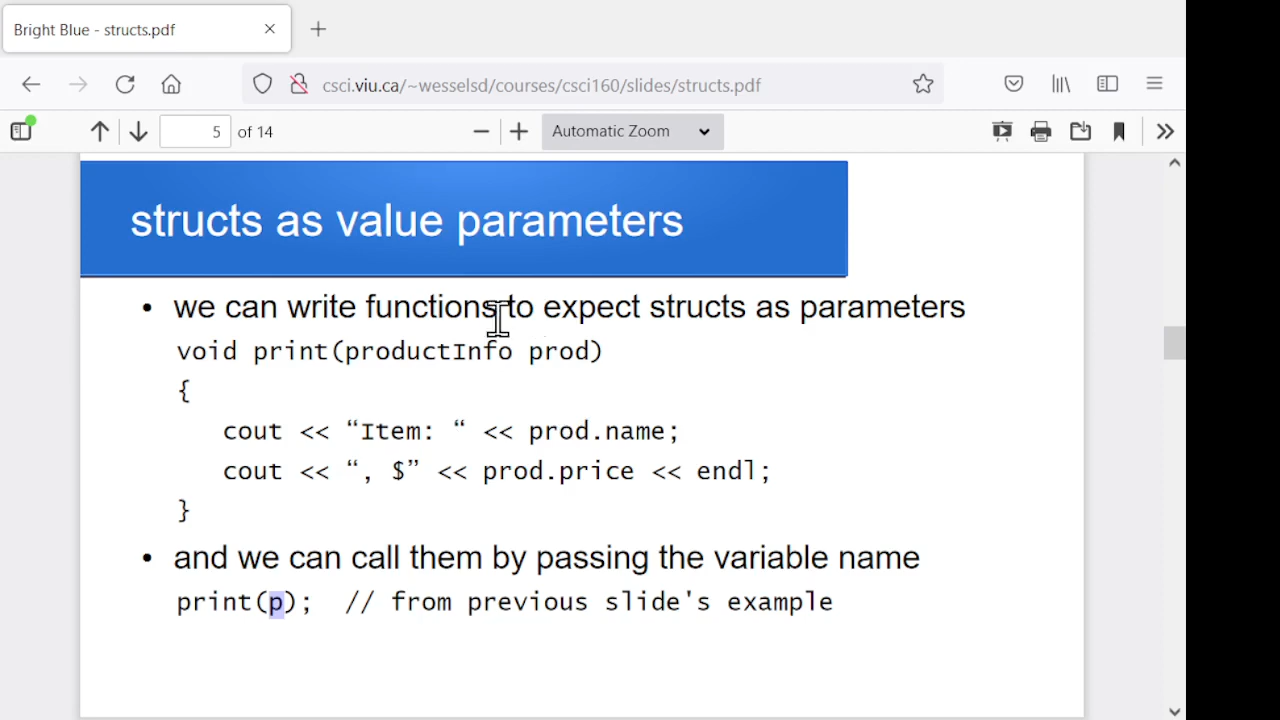 Bright Blue - structs.pdf
csci.viu.ca/~wesselsd/courses/csci160/slides/structs.pdf
5 of 14
Automatic Zoom
structs as value parameters
• we can write functions to expect structs as parameters
void print(productInfo prod)
{
cout << “Item: “ << prod.name;
cout << “, $” << prod.price << endl;
}
• and we can call them by passing the variable name
print(p); // from previous slide's example